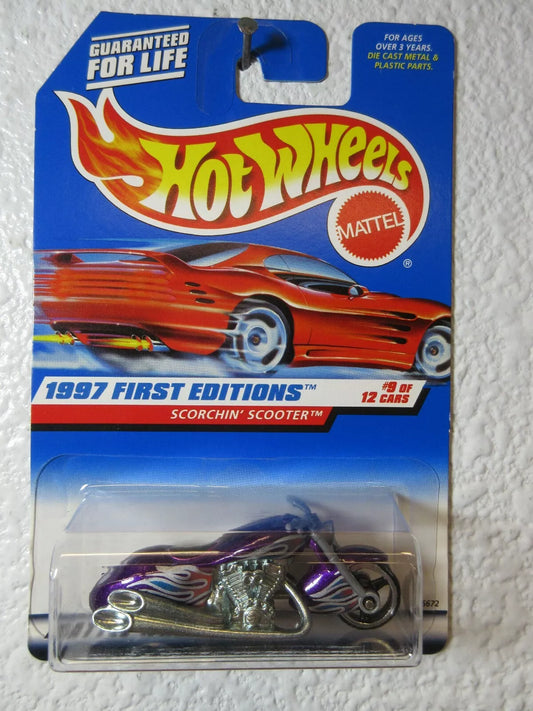 GUARANTEED
FOR LIFE
FOR AGES
OVER 3 YEARS.
DIE CAST METAL &
PLASTIC PARTS.
HOT WHEELS
MATTEL
®
1997 FIRST EDITIONS™
#9 OF
12 CARS
SCORCHIN' SCOOTER™